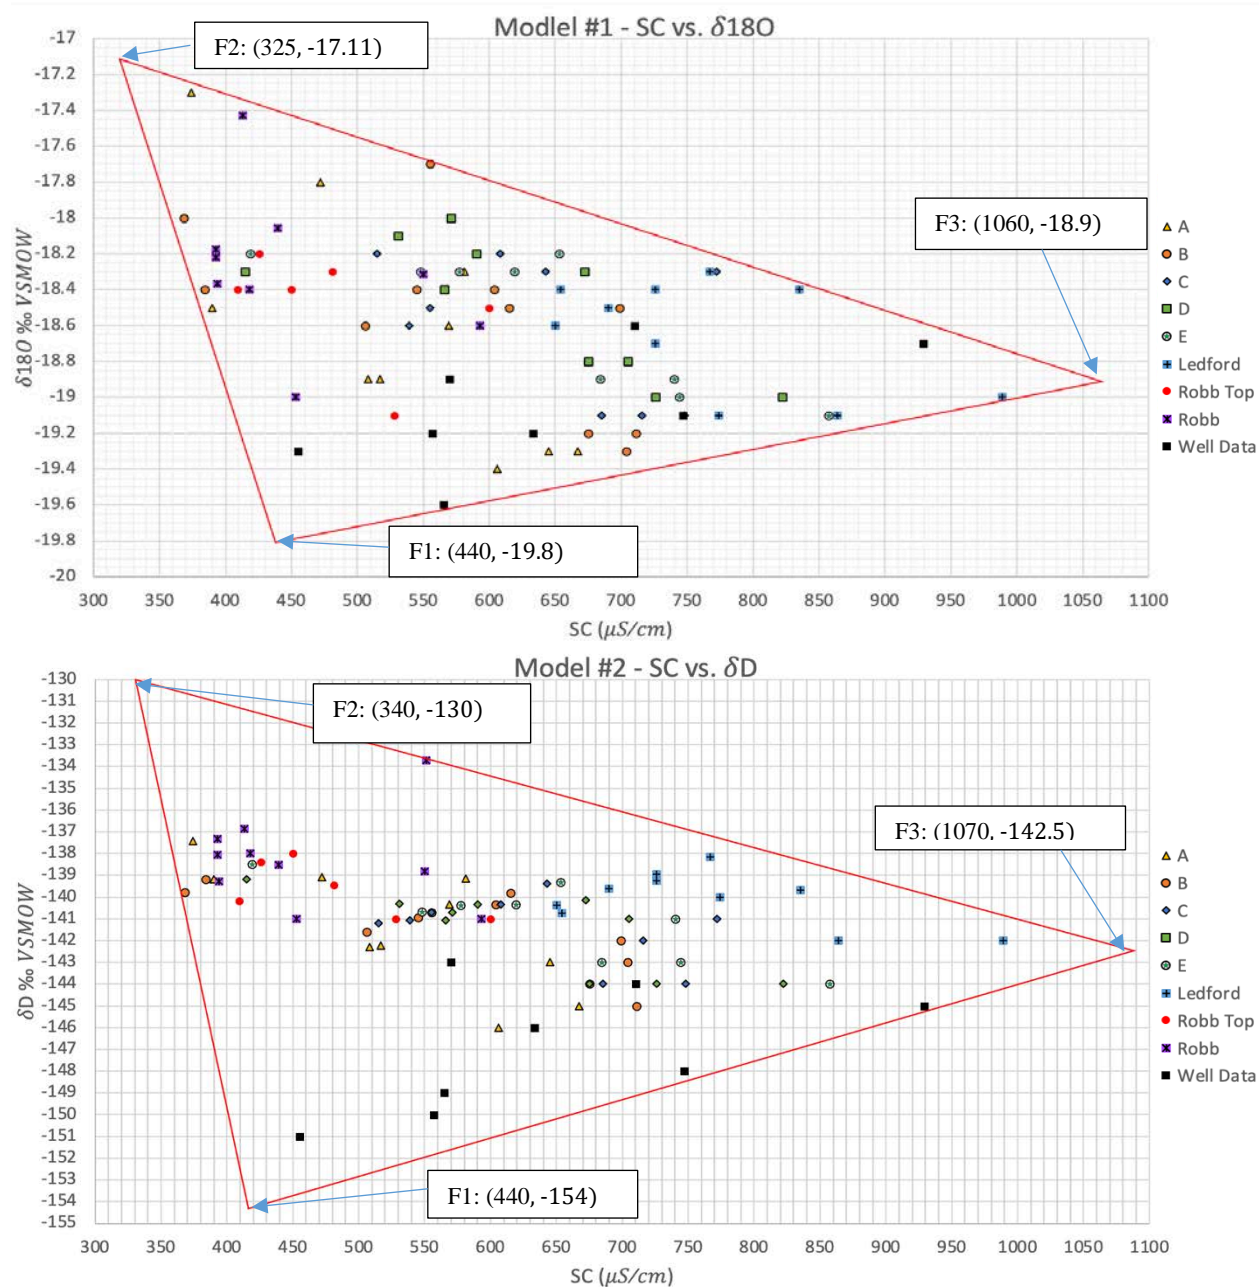 Modlel #1 - SC vs. δ18O
F2: (325, -17.11)
F3: (1060, -18.9)
F1: (440, -19.8)
δ18O ‰ VSMOW
-17
-17.2
-17.4
-17.6
-17.8
-18
-18.2
-18.4
-18.6
-18.8
-19
-19.2
-19.4
-19.6
-19.8
-20
300 350 400 450 500 550 600 650 700 750 800 850 900 950 1000 1050 1100
SC (μS/cm)
A
B
C
D
E
Ledford
Robb Top
Robb
Well Data
Model #2 - SC vs. δD
F2: (340, -130)
F3: (1070, -142.5)
F1: (440, -154)
δD ‰ VSMOW
-130
-131
-132
-133
-134
-135
-136
-137
-138
-139
-140
-141
-142
-143
-144
-145
-146
-147
-148
-149
-150
-151
-152
-153
-154
-155
300 350 400 450 500 550 600 650 700 750 800 850 900 950 1000 1050 1100
SC (μS/cm)
A
B
C
D
E
Ledford
Robb Top
Robb
Well Data